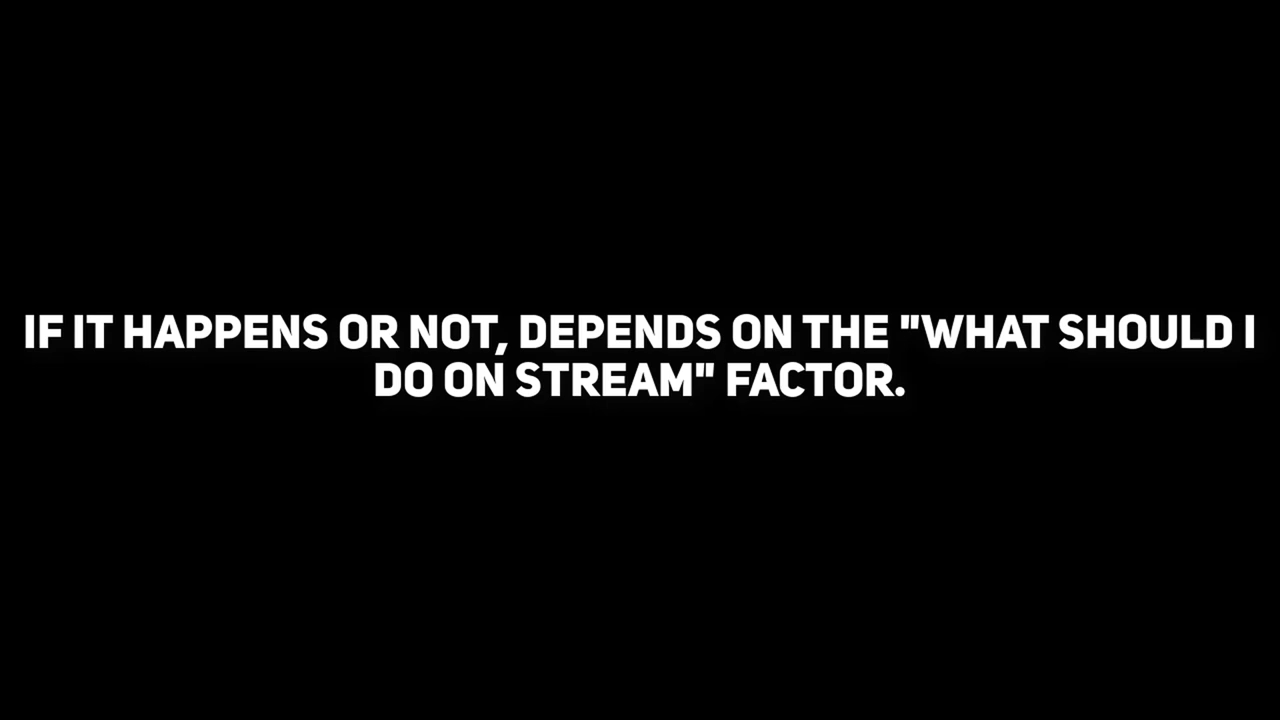 IF IT HAPPENS OR NOT, DEPENDS ON THE "WHAT SHOULD I
DO ON STREAM" FACTOR.